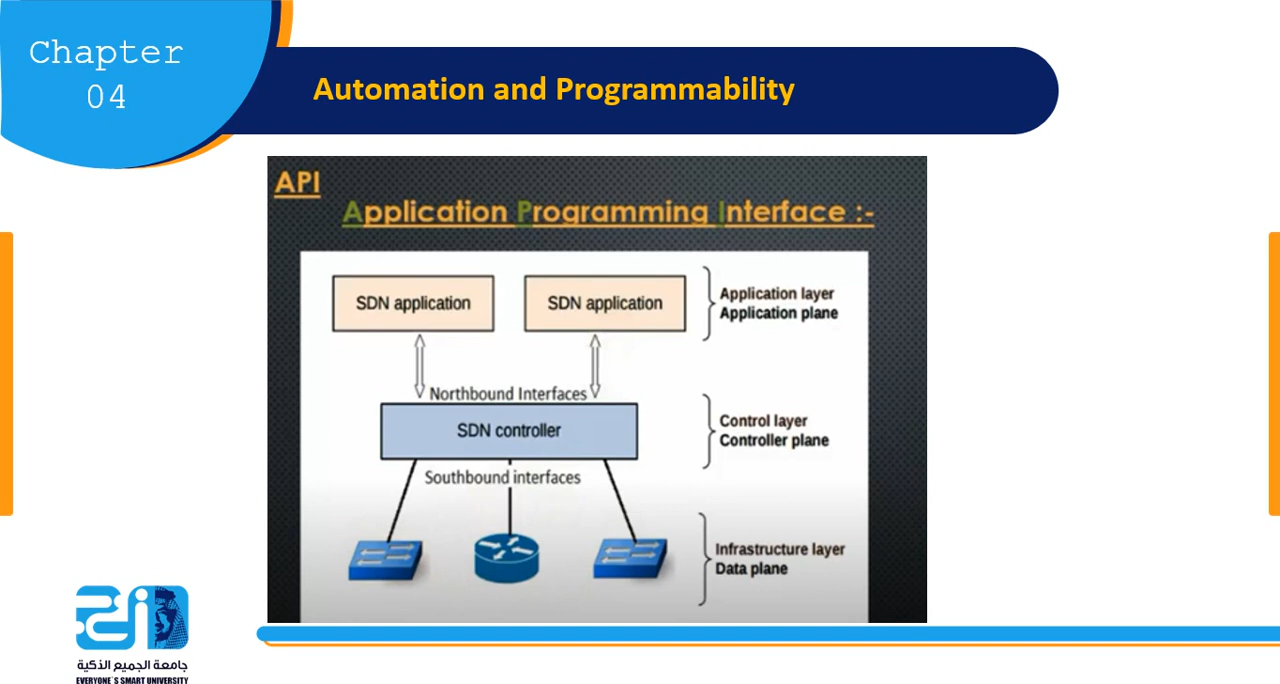 Chapter
04
Automation and Programmability
API
Application Programming Interface :-
SDN application
SDN application
Application layer
Application plane
Northbound Interfaces
SDN controller
Control layer
Controller plane
Southbound interfaces
Infrastructure layer
Data plane
جامعة الجميع الذكية
EVERYONE`S SMART UNIVERSITY